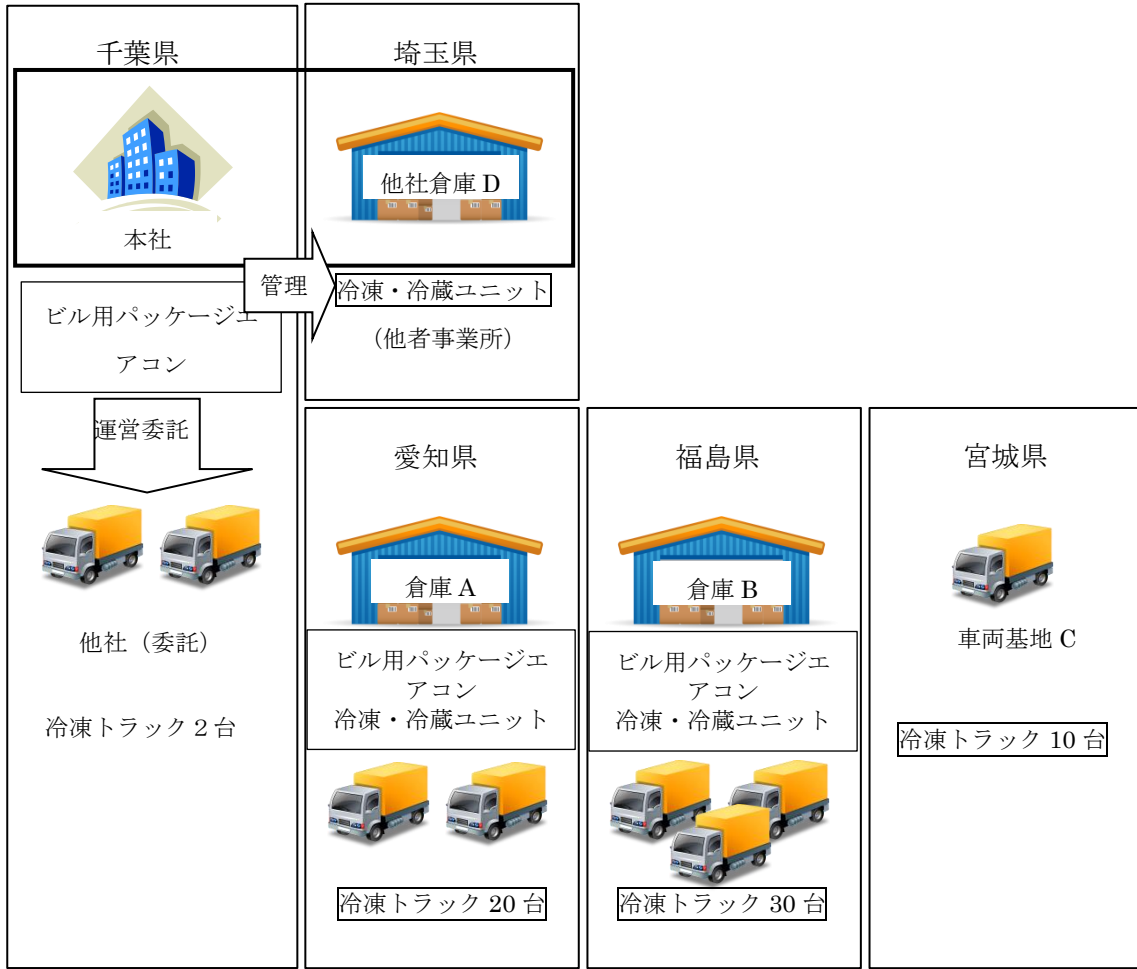 千葉県
本社
ビル用パッケージエ
アコン
運営委託
他社（委託）
冷凍トラック２台
管理
埼玉県
他社倉庫 D
冷凍・冷蔵ユニット
（他者事業所）
愛知県
倉庫 A
ビル用パッケージエ
アコン
冷凍・冷蔵ユニット
冷凍トラック 20 台
福島県
倉庫 B
ビル用パッケージエ
アコン
冷凍・冷蔵ユニット
冷凍トラック 30 台
宮城県
車両基地 C
冷凍トラック 10 台